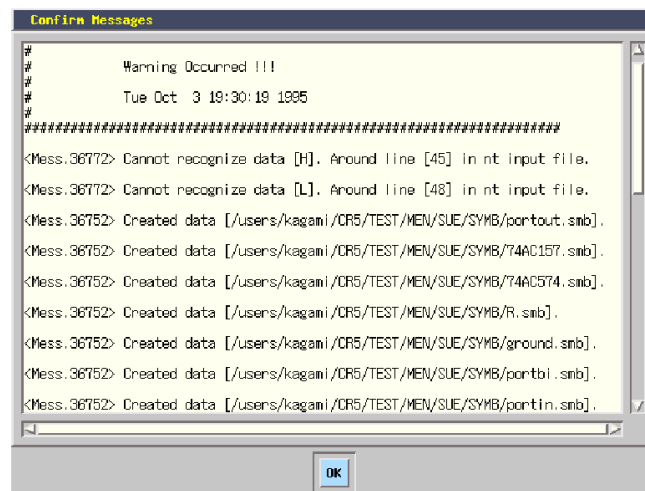 Confirm Messages
#
# Warning Occurred !!!
#
# Tue Oct 3 19:30:19 1995
#
######################################################################
<Mess.36772> Cannot recognize data [H]. Around line [45] in nt input file.
<Mess.36772> Cannot recognize data [L]. Around line [48] in nt input file.
<Mess.36752> Created data [/users/kagami/CR5/TEST/MEN/SUE/SYMB/portout.smb].
<Mess.36752> Created data [/users/kagami/CR5/TEST/MEN/SUE/SYMB/74AC157.smb].
<Mess.36752> Created data [/users/kagami/CR5/TEST/MEN/SUE/SYMB/74AC574.smb].
<Mess.36752> Created data [/users/kagami/CR5/TEST/MEN/SUE/SYMB/R.smb].
<Mess.36752> Created data [/users/kagami/CR5/TEST/MEN/SUE/SYMB/ground.smb].
<Mess.36752> Created data [/users/kagami/CR5/TEST/MEN/SUE/SYMB/portbi.smb].
<Mess.36752> Created data [/users/kagami/CR5/TEST/MEN/SUE/SYMB/portin.smb].
OK